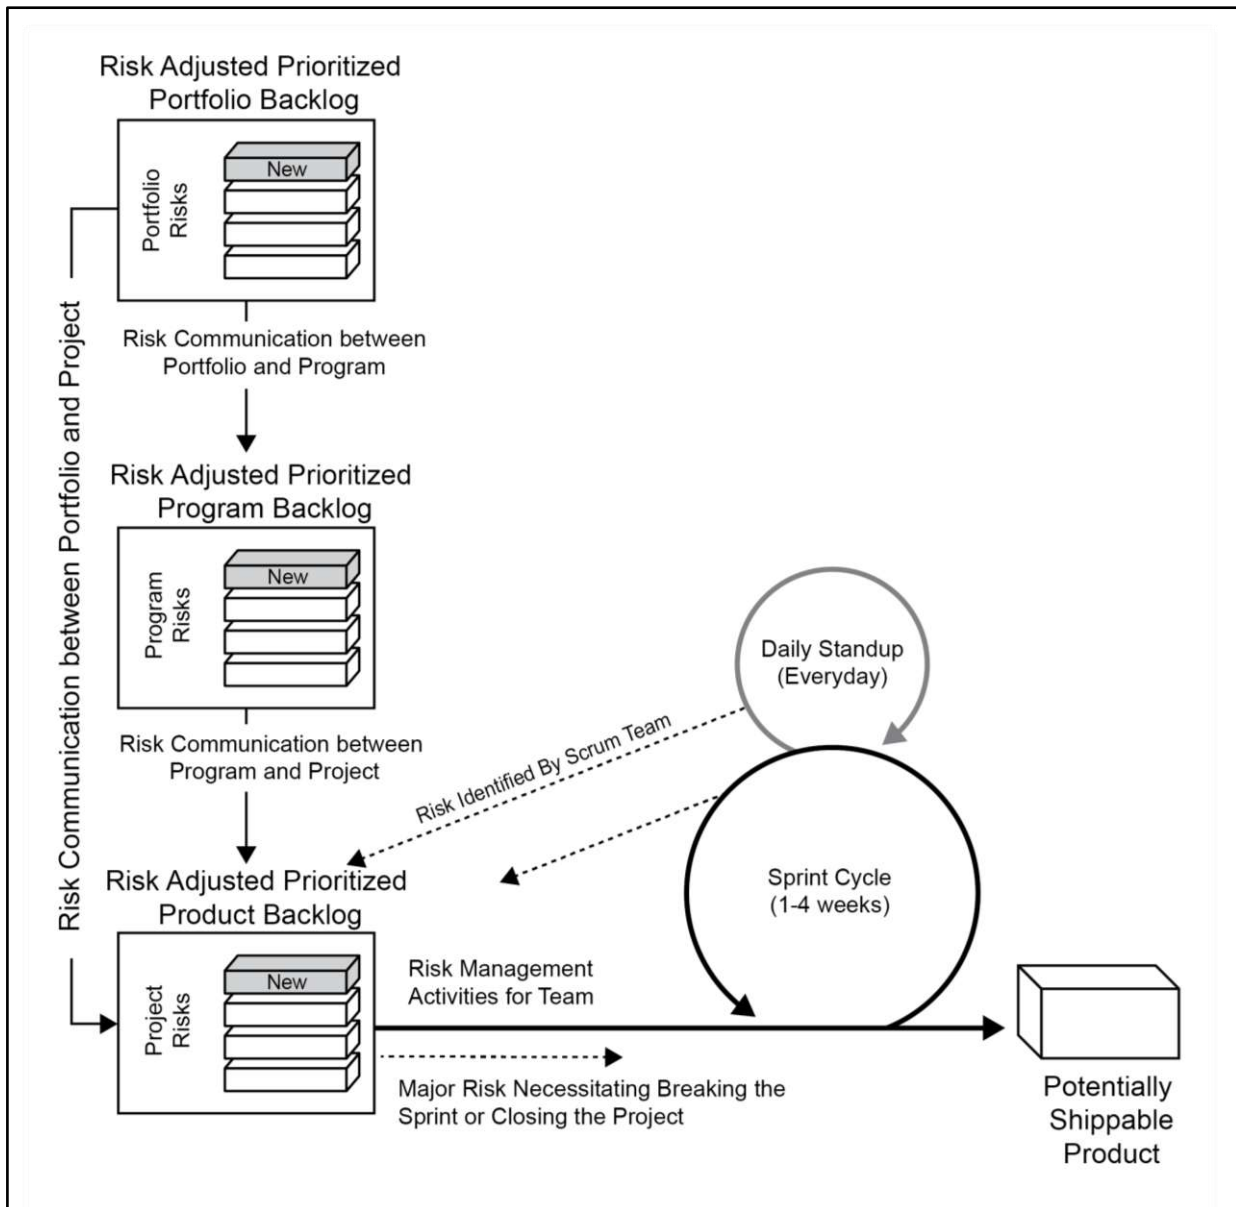 Risk Adjusted Prioritized
Portfolio Backlog
Portfolio
Risks
New
Risk Communication between
Portfolio and Program
Risk Communication between Portfolio and Project
Risk Adjusted Prioritized
Program Backlog
Program
Risks
New
Risk Communication between
Program and Project
Daily Standup
(Everyday)
Risk Identified By Scrum Team
Sprint Cycle
(1-4 weeks)
Risk Adjusted Prioritized
Product Backlog
Project
Risks
New
Risk Management
Activities for Team
Major Risk Necessitating Breaking the
Sprint or Closing the Project
Potentially
Shippable
Product